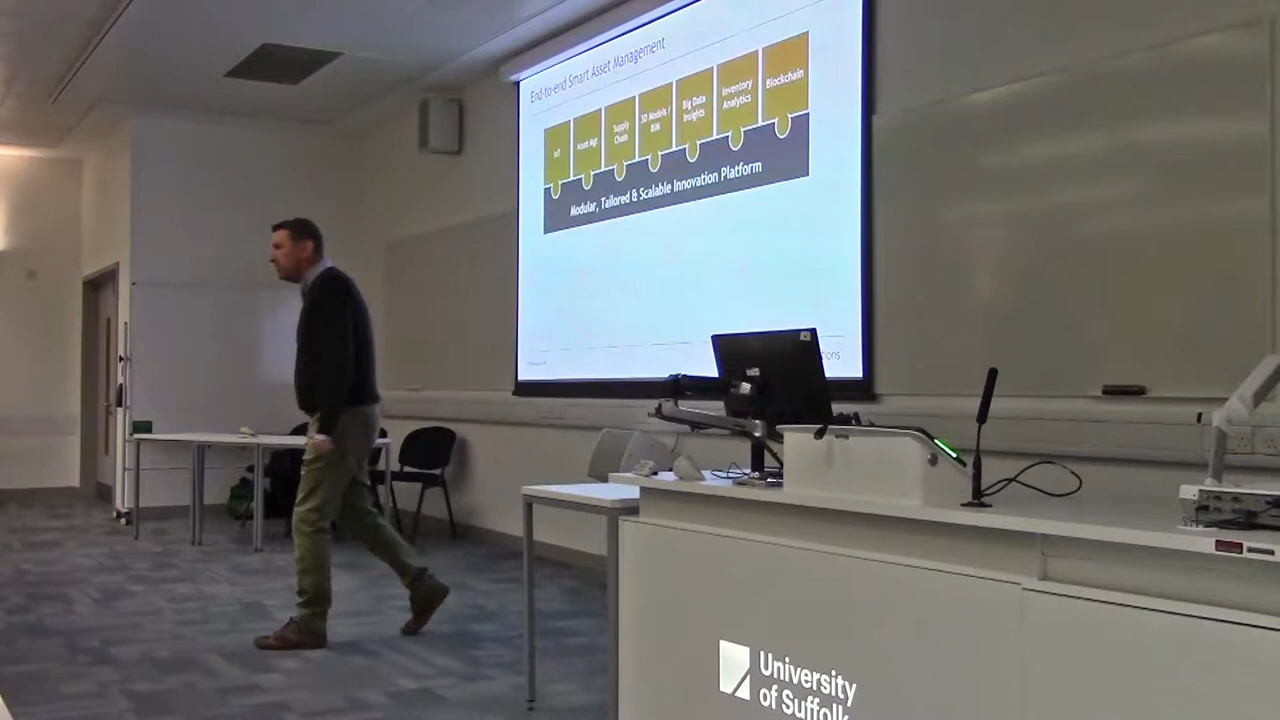 End-to-end Smart Asset Management
IoT
Asset Mgt
Supply
Chain
3D Models /
BIM
Big Data
Insights
Inventory
Analytics
Blockchain
Modular, Tailored & Scalable Innovation Platform
University
of Suffolk